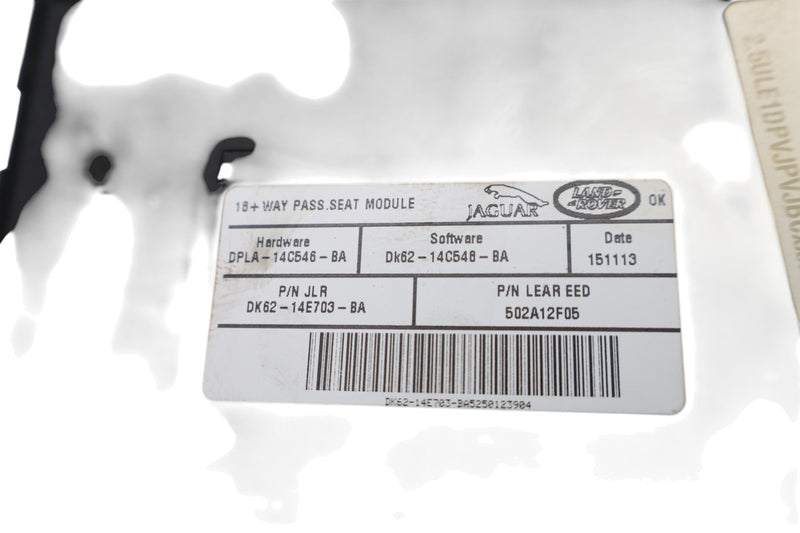 18+ WAY PASS.SEAT MODULE
JAGUAR
LAND-
-ROVER
OK
Hardware
DPLA-14C546-BA
Software
Dk62-14C548-BA
Date
151113
P/N JLR
DK62-14E703-BA
P/N LEAR EED
502A12F05
DK62-14E703-BA5250123904